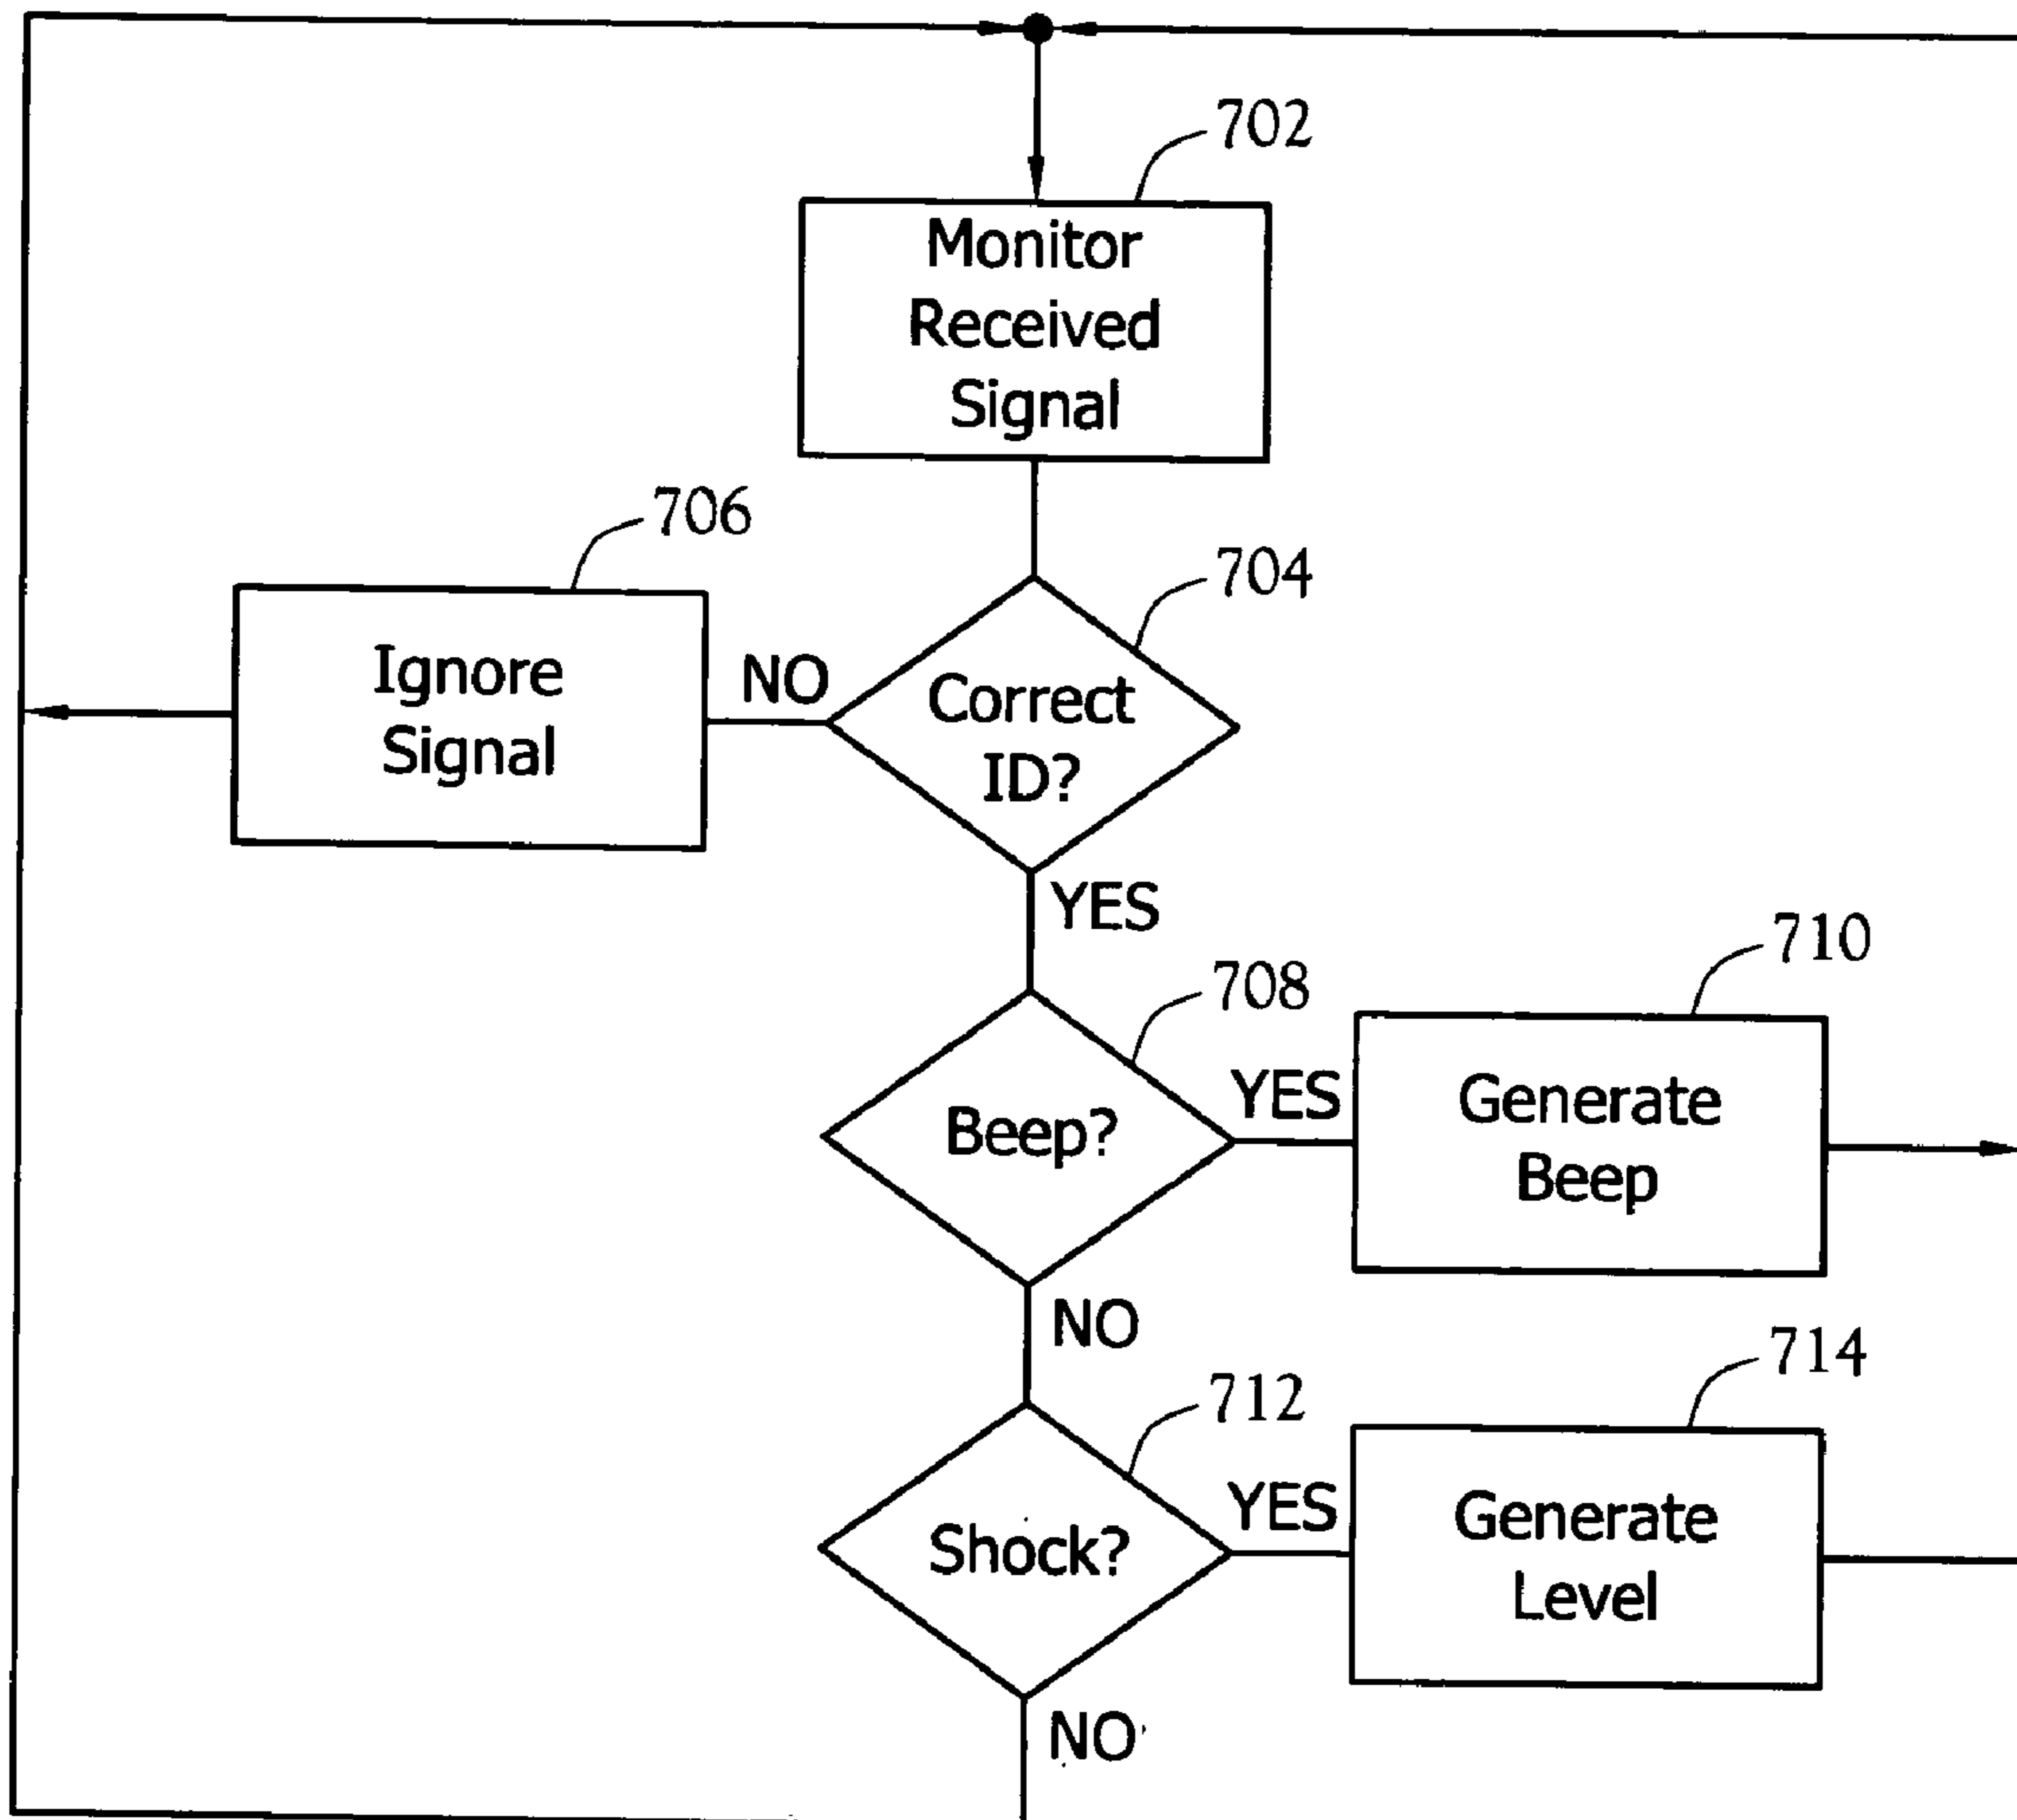 702
Monitor
Received
Signal
706
704
Ignore
Signal
NO
Correct
ID?
YES
710
708
Beep?
YES
Generate
Beep
NO
714
712
Shock?
YES
Generate
Level
NO